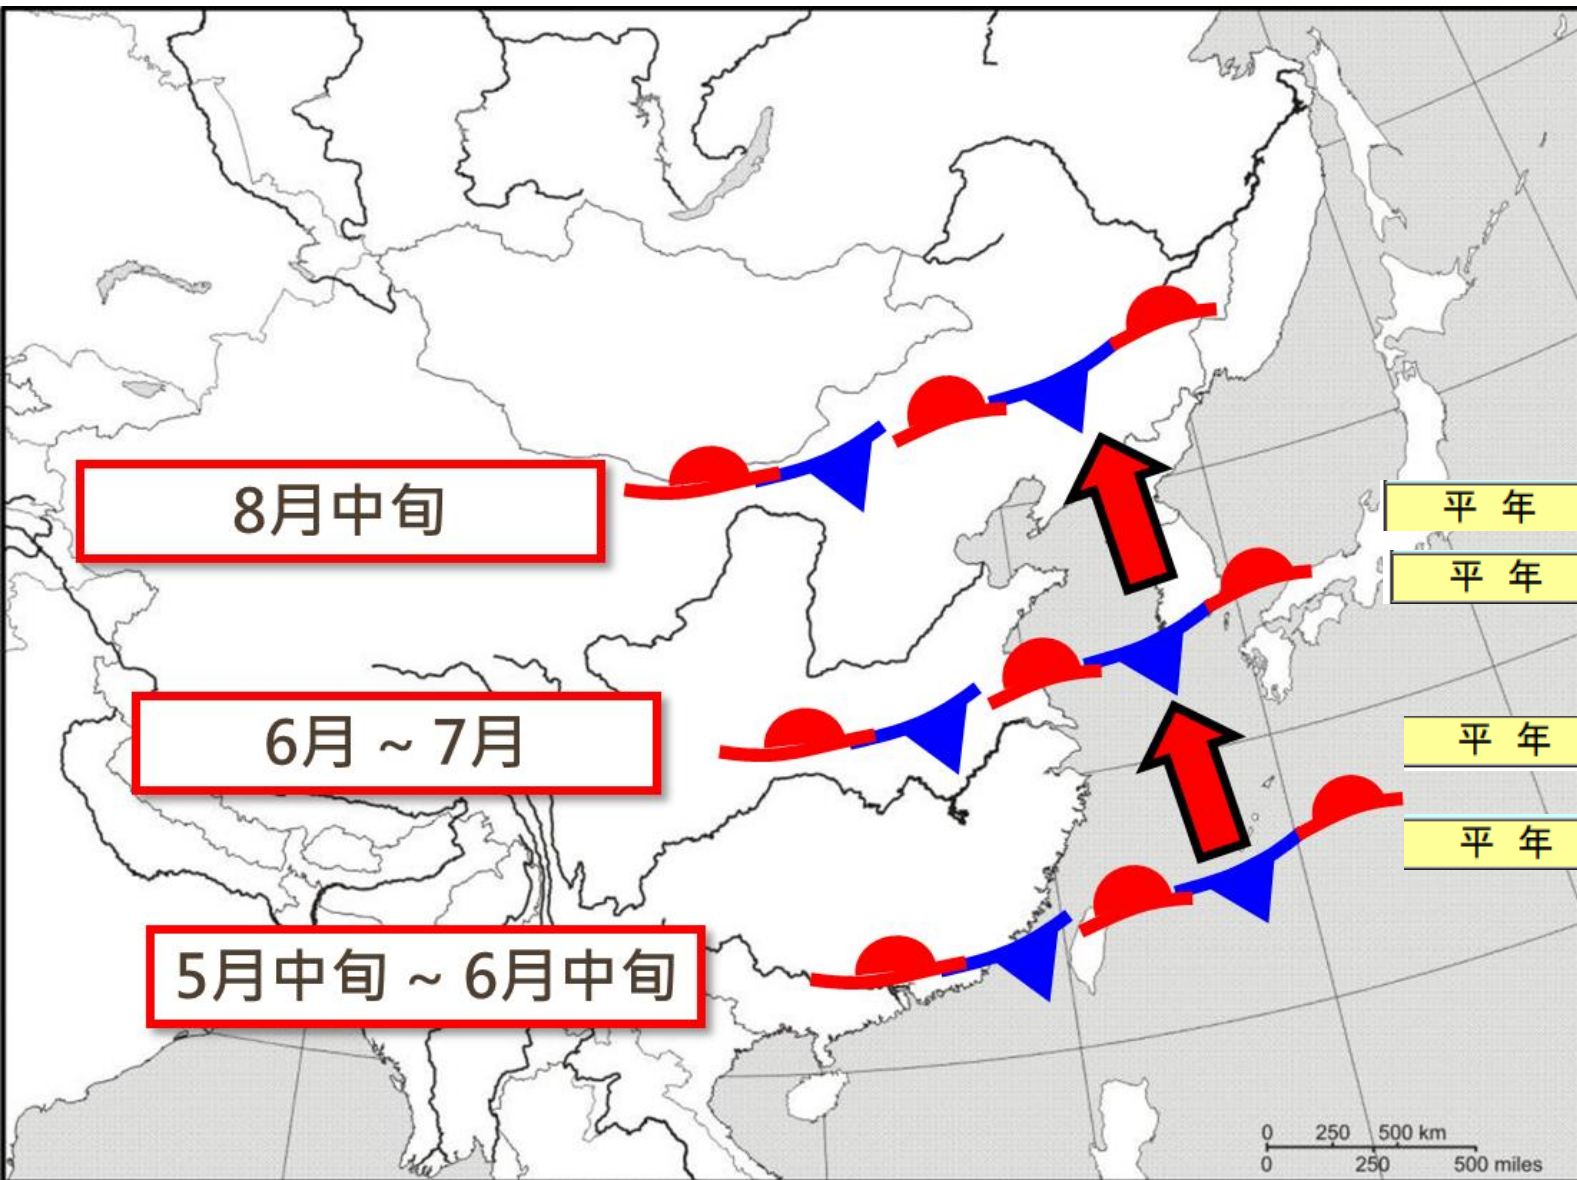 8月中旬
平 年
平 年
6月 ~ 7月
平 年
平 年
5月中旬 ~ 6月中旬
0 250 500 km
0 250 500 miles